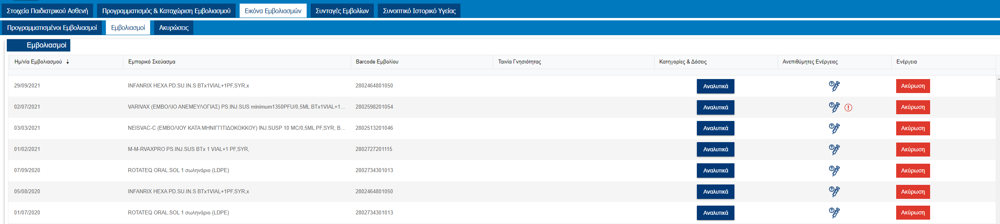 Στοιχεία Παιδιατρικού Ασθενή Προγραμματισμός & Καταχώριση Εμβολιασμού Εικόνα Εμβολιασμών Συνταγές Εμβολίων Συνοπτικό Ιστορικό Υγείας
Προγραμματισμένοι Εμβολιασμοί Εμβολιασμοί Ακυρώσεις
Εμβολιασμοί
Ημ/νία Εμβολιασμού ↓ Εμπορικό Σκεύασμα Barcode Εμβολίου Ταινία Γνησιότητας Κατηγορίες & Δόσεις Ανεπιθύμητες Ενέργειες Ενέργεια
29/09/2021 INFANRIX HEXA PD.SU.IN.S BTx1VIAL+1PF,SYR,x 2802464801050 Αναλυτικά Ακύρωση
02/07/2021 VARIVAX (ΕΜΒΟΛΙΟ ΑΝΕΜΕΥΛΟΓΙΑΣ) PS.INJ.SUS minimum1350PFU/0,5ML BTx1VIAL+1... 2802598201054 Αναλυτικά Ακύρωση
03/03/2021 NEISVAC-C (ΕΜΒΟΛΙΟΥ ΚΑΤΑ ΜΗΝΙΓΓΙΤΙΔΟΚΟΚΚΟΥ) INJ.SUSP 10 MC/0,5ML PF,SYR, B... 2802513201046 Αναλυτικά Ακύρωση
01/02/2021 M-M-RVAXPRO PS.INJ.SUS BTx 1 VIAL+1 PF,SYR, 2802727201115 Αναλυτικά Ακύρωση
07/09/2020 ROTATEQ ORAL.SOL 1 σωληνάριο (LDPE) 2802734301013 Αναλυτικά Ακύρωση
05/08/2020 INFANRIX HEXA PD.SU.IN.S BTx1VIAL+1PF,SYR,x 2802464801050 Αναλυτικά Ακύρωση
01/07/2020 ROTATEQ ORAL.SOL 1 σωληνάριο (LDPE) 2802734301013 Αναλυτικά Ακύρωση